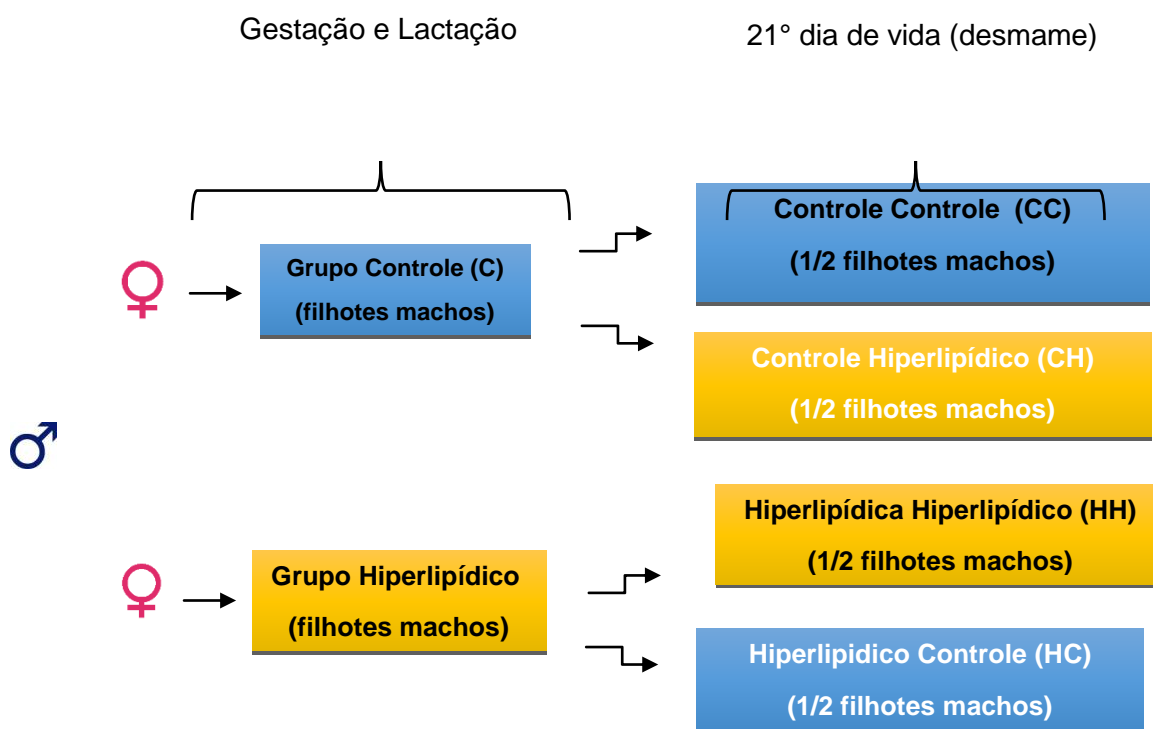 Gestação e Lactação
21° dia de vida (desmame)
Grupo Controle (C)
(filhotes machos)
Controle Controle (CC)
(1/2 filhotes machos)
Controle Hiperlipídico (CH)
(1/2 filhotes machos)
Grupo Hiperlipídico
(filhotes machos)
Hiperlipídica Hiperlipídico (HH)
(1/2 filhotes machos)
Hiperlipidico Controle (HC)
(1/2 filhotes machos)